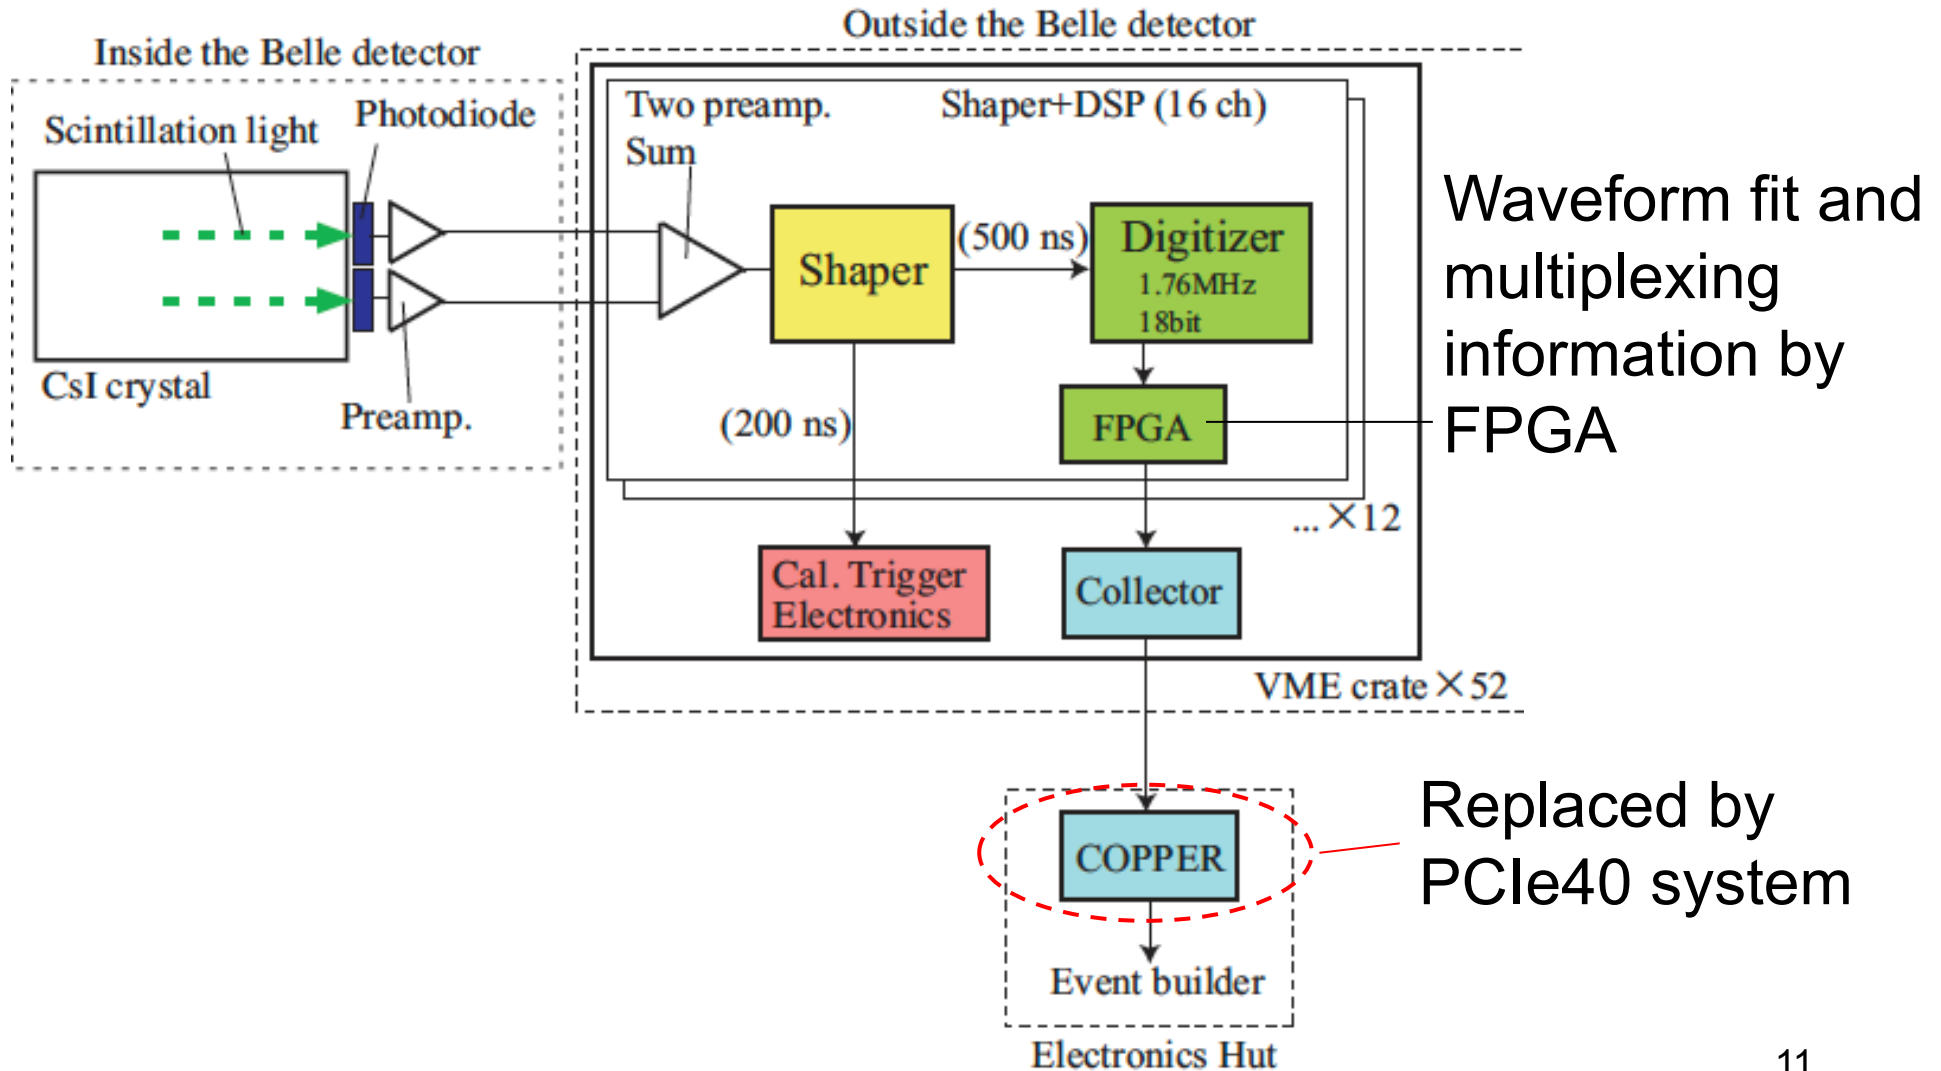 Outside the Belle detector
Inside the Belle detector
Scintillation light
Photodiode
CsI crystal
Preamp.
Two preamp.
Sum
Shaper+DSP (16 ch)
Shaper
(500 ns)
Digitizer
1.76MHz
18bit
(200 ns)
FPGA
... ×12
Cal. Trigger
Electronics
Collector
VME crate ×52
Waveform fit and
multiplexing
information by
FPGA
COPPER
Event builder
Electronics Hut
Replaced by
PCIe40 system
11